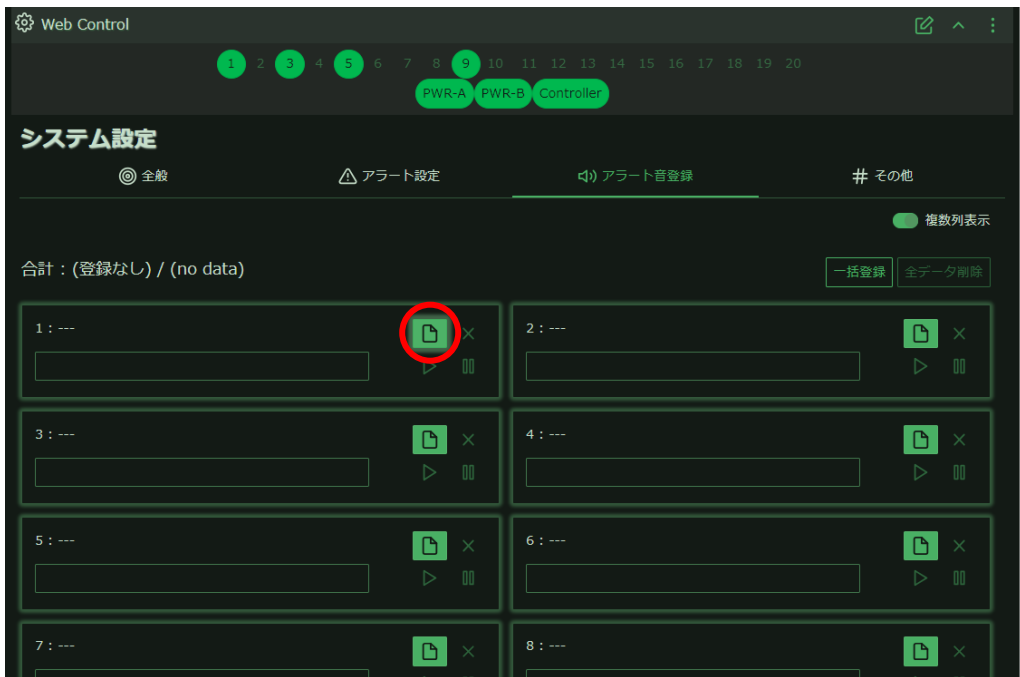 Web Control
1 2 3 4 5 6 7 8 9 10 11 12 13 14 15 16 17 18 19 20
PWR-A PWR-B Controller
システム設定
全般 アラート設定 アラート音登録 その他
複数列表示
合計：(登録なし) / (no data) 一括登録 全データ削除
1 : --- 2 : ---
3 : --- 4 : ---
5 : --- 6 : ---
7 : --- 8 : ---